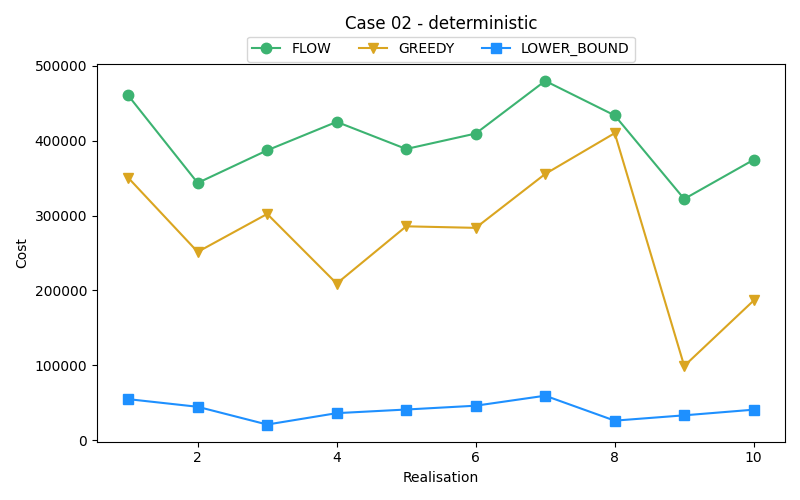 Case 02 - deterministic
FLOW GREEDY LOWER_BOUND
500000
400000
300000
200000
100000
0
Cost
2 4 6 8 10
Realisation